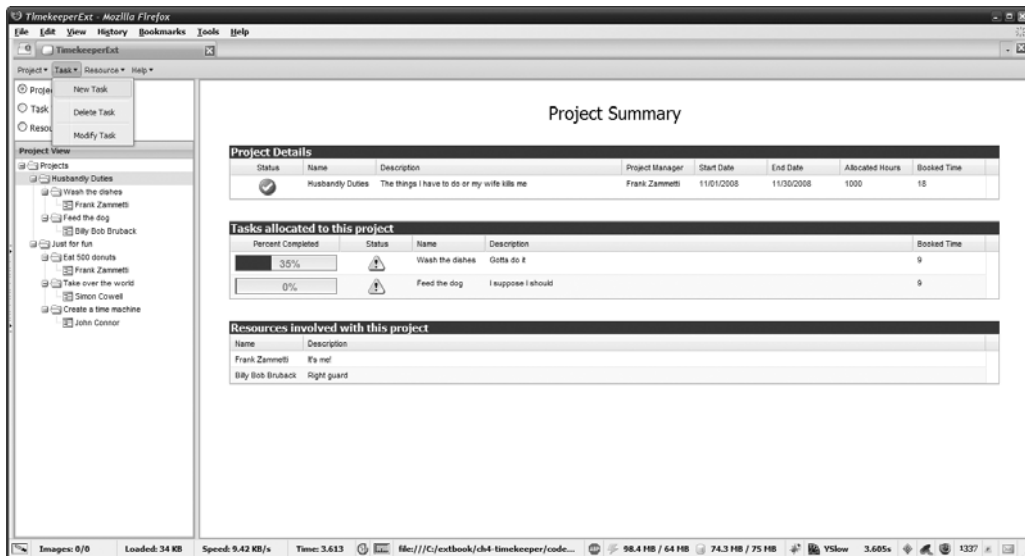 TimekeeperExt - Mozilla Firefox
File Edit View History Bookmarks Tools Help
TimekeeperExt
Project Task Resource Help
Proje
New Task
Task
Delete Task
Resou
Modify Task
Project View
Projects
Husbandly Duties
Wash the dishes
Frank Zammetti
Feed the dog
Billy Bob Bruback
Just for fun
Eat 500 donuts
Frank Zammetti
Take over the world
Simon Cowell
Create a time machine
John Connor
Project Summary
Project Details
Status Name Description Project Manager Start Date End Date Allocated Hours Booked Time
Husbandly Duties The things I have to do or my wife kills me Frank Zammetti 11/01/2008 11/30/2008 1000 18
Tasks allocated to this project
Percent Completed Status Name Description Booked Time
35% Wash the dishes Gotta do it 9
0% Feed the dog I suppose I should 9
Resources involved with this project
Name Description
Frank Zammetti It's me!
Billy Bob Bruback Right guard
Images: 0/0 Loaded: 34 KB Speed: 9.42 KB/s Time: 3.613 file:///C:/extbook/ch4-timekeeper/code... 98.4 MB / 64 MB 74.3 MB / 75 MB YSlow 3.605s 1337